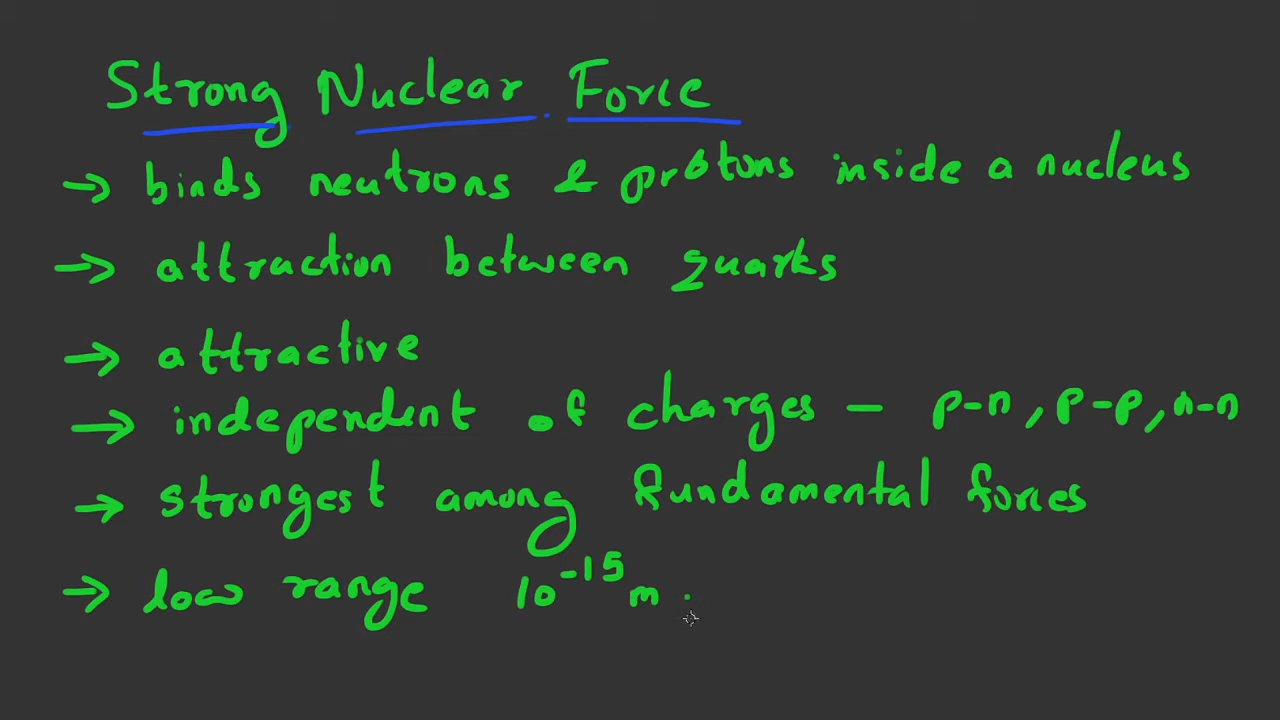 Strong Nuclear Force
→ binds neutrons & protons inside a nucleus
→ attraction between quarks
→ attractive
→ independent of charges - p-n, p-p, n-n
→ strongest among fundamental forces
→ low range 10⁻¹⁵ m.